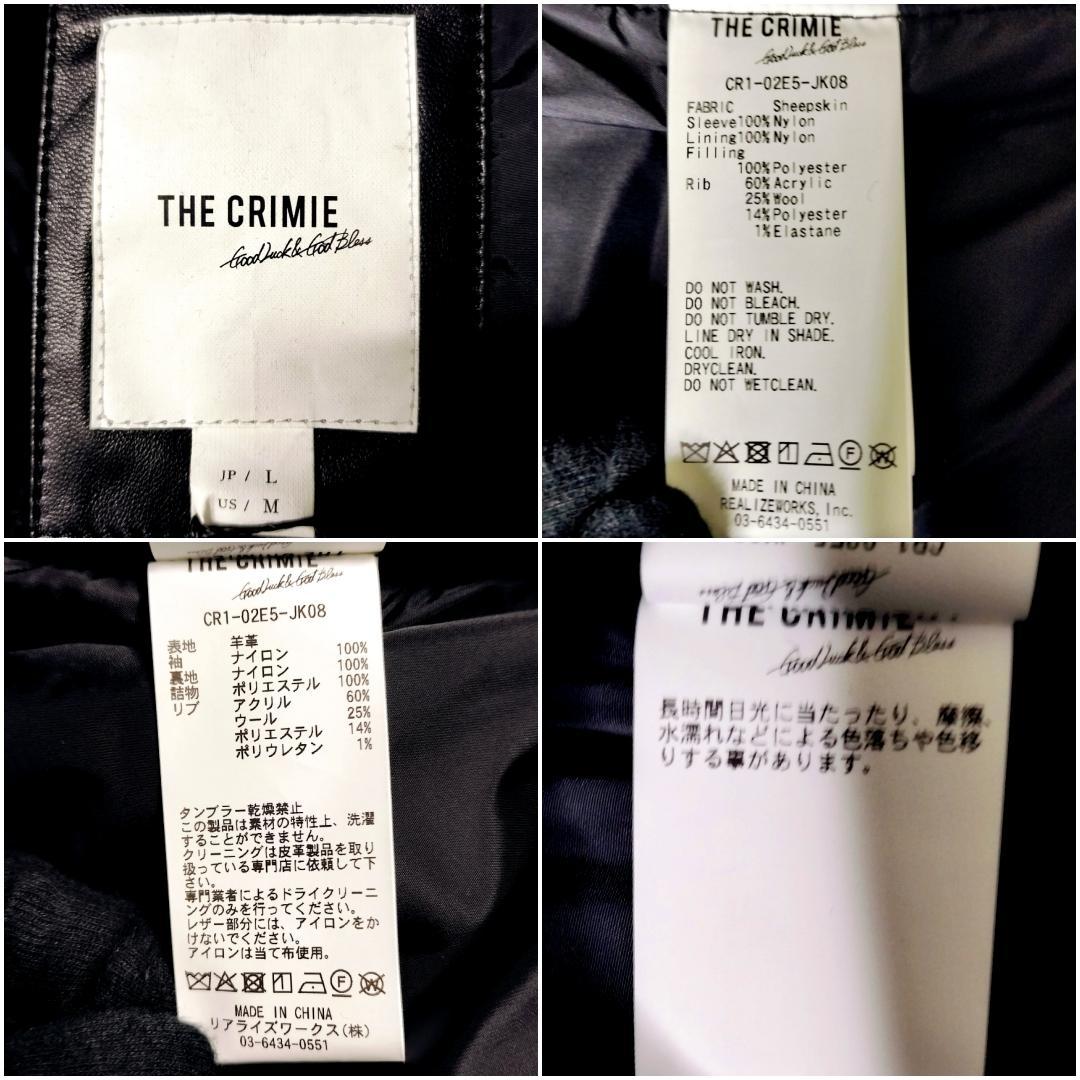 THE CRIMIE
GoodLuck&God Bless
JP / L
US / M
THE CRIMIE
GoodLuck&God Bless
CR1-02E5-JK08
FABRIC Sheepskin
Sleeve100%Nylon
Lining100%Nylon
Filling
100%Polyester
Rib 60%Acrylic
25%Wool
14%Polyester
1%Elastane
DO NOT WASH.
DO NOT BLEACH.
DO NOT TUMBLE DRY.
LINE DRY IN SHADE.
COOL IRON.
DRYCLEAN.
DO NOT WETCLEAN.
F W
MADE IN CHINA
REALIZEWORKS, Inc.
03-6434-0551
THE CRIMIE
GoodLuck&God Bless
CR1-02E5-JK08
表地 羊革
袖 ナイロン 100%
裏地 ナイロン 100%
詰物 ポリエステル 100%
リブ アクリル 60%
ウール 25%
ポリエステル 14%
ポリウレタン 1%
タンブラー乾燥禁止
この製品は素材の特性上、洗濯
することができません。
クリーニングは皮革製品を取り
扱っている専門店に依頼して下
さい。
専門業者によるドライクリーニ
ングのみを行ってください。
レザー部分には、アイロンをか
けないでください。
アイロンは当て布使用。
F W
MADE IN CHINA
リアライズワークス(株)
03-6434-0551
GoodLuck&God Bless
THE CRIMIE
GoodLuck&God Bless
長時間日光に当たったり、摩擦、
水濡れなどによる色落ちや色移
りする事があります。